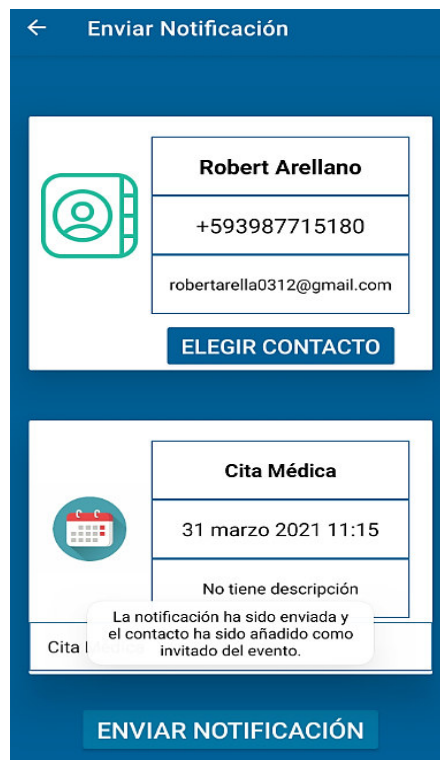 Enviar Notificación
Robert Arellano
+593987715180
robertarella0312@gmail.com
ELEGIR CONTACTO
Cita Médica
31 marzo 2021 11:15
No tiene descripción
La notificación ha sido enviada y
el contacto ha sido añadido como
invitado del evento.
Cita
ENVIAR NOTIFICACIÓN